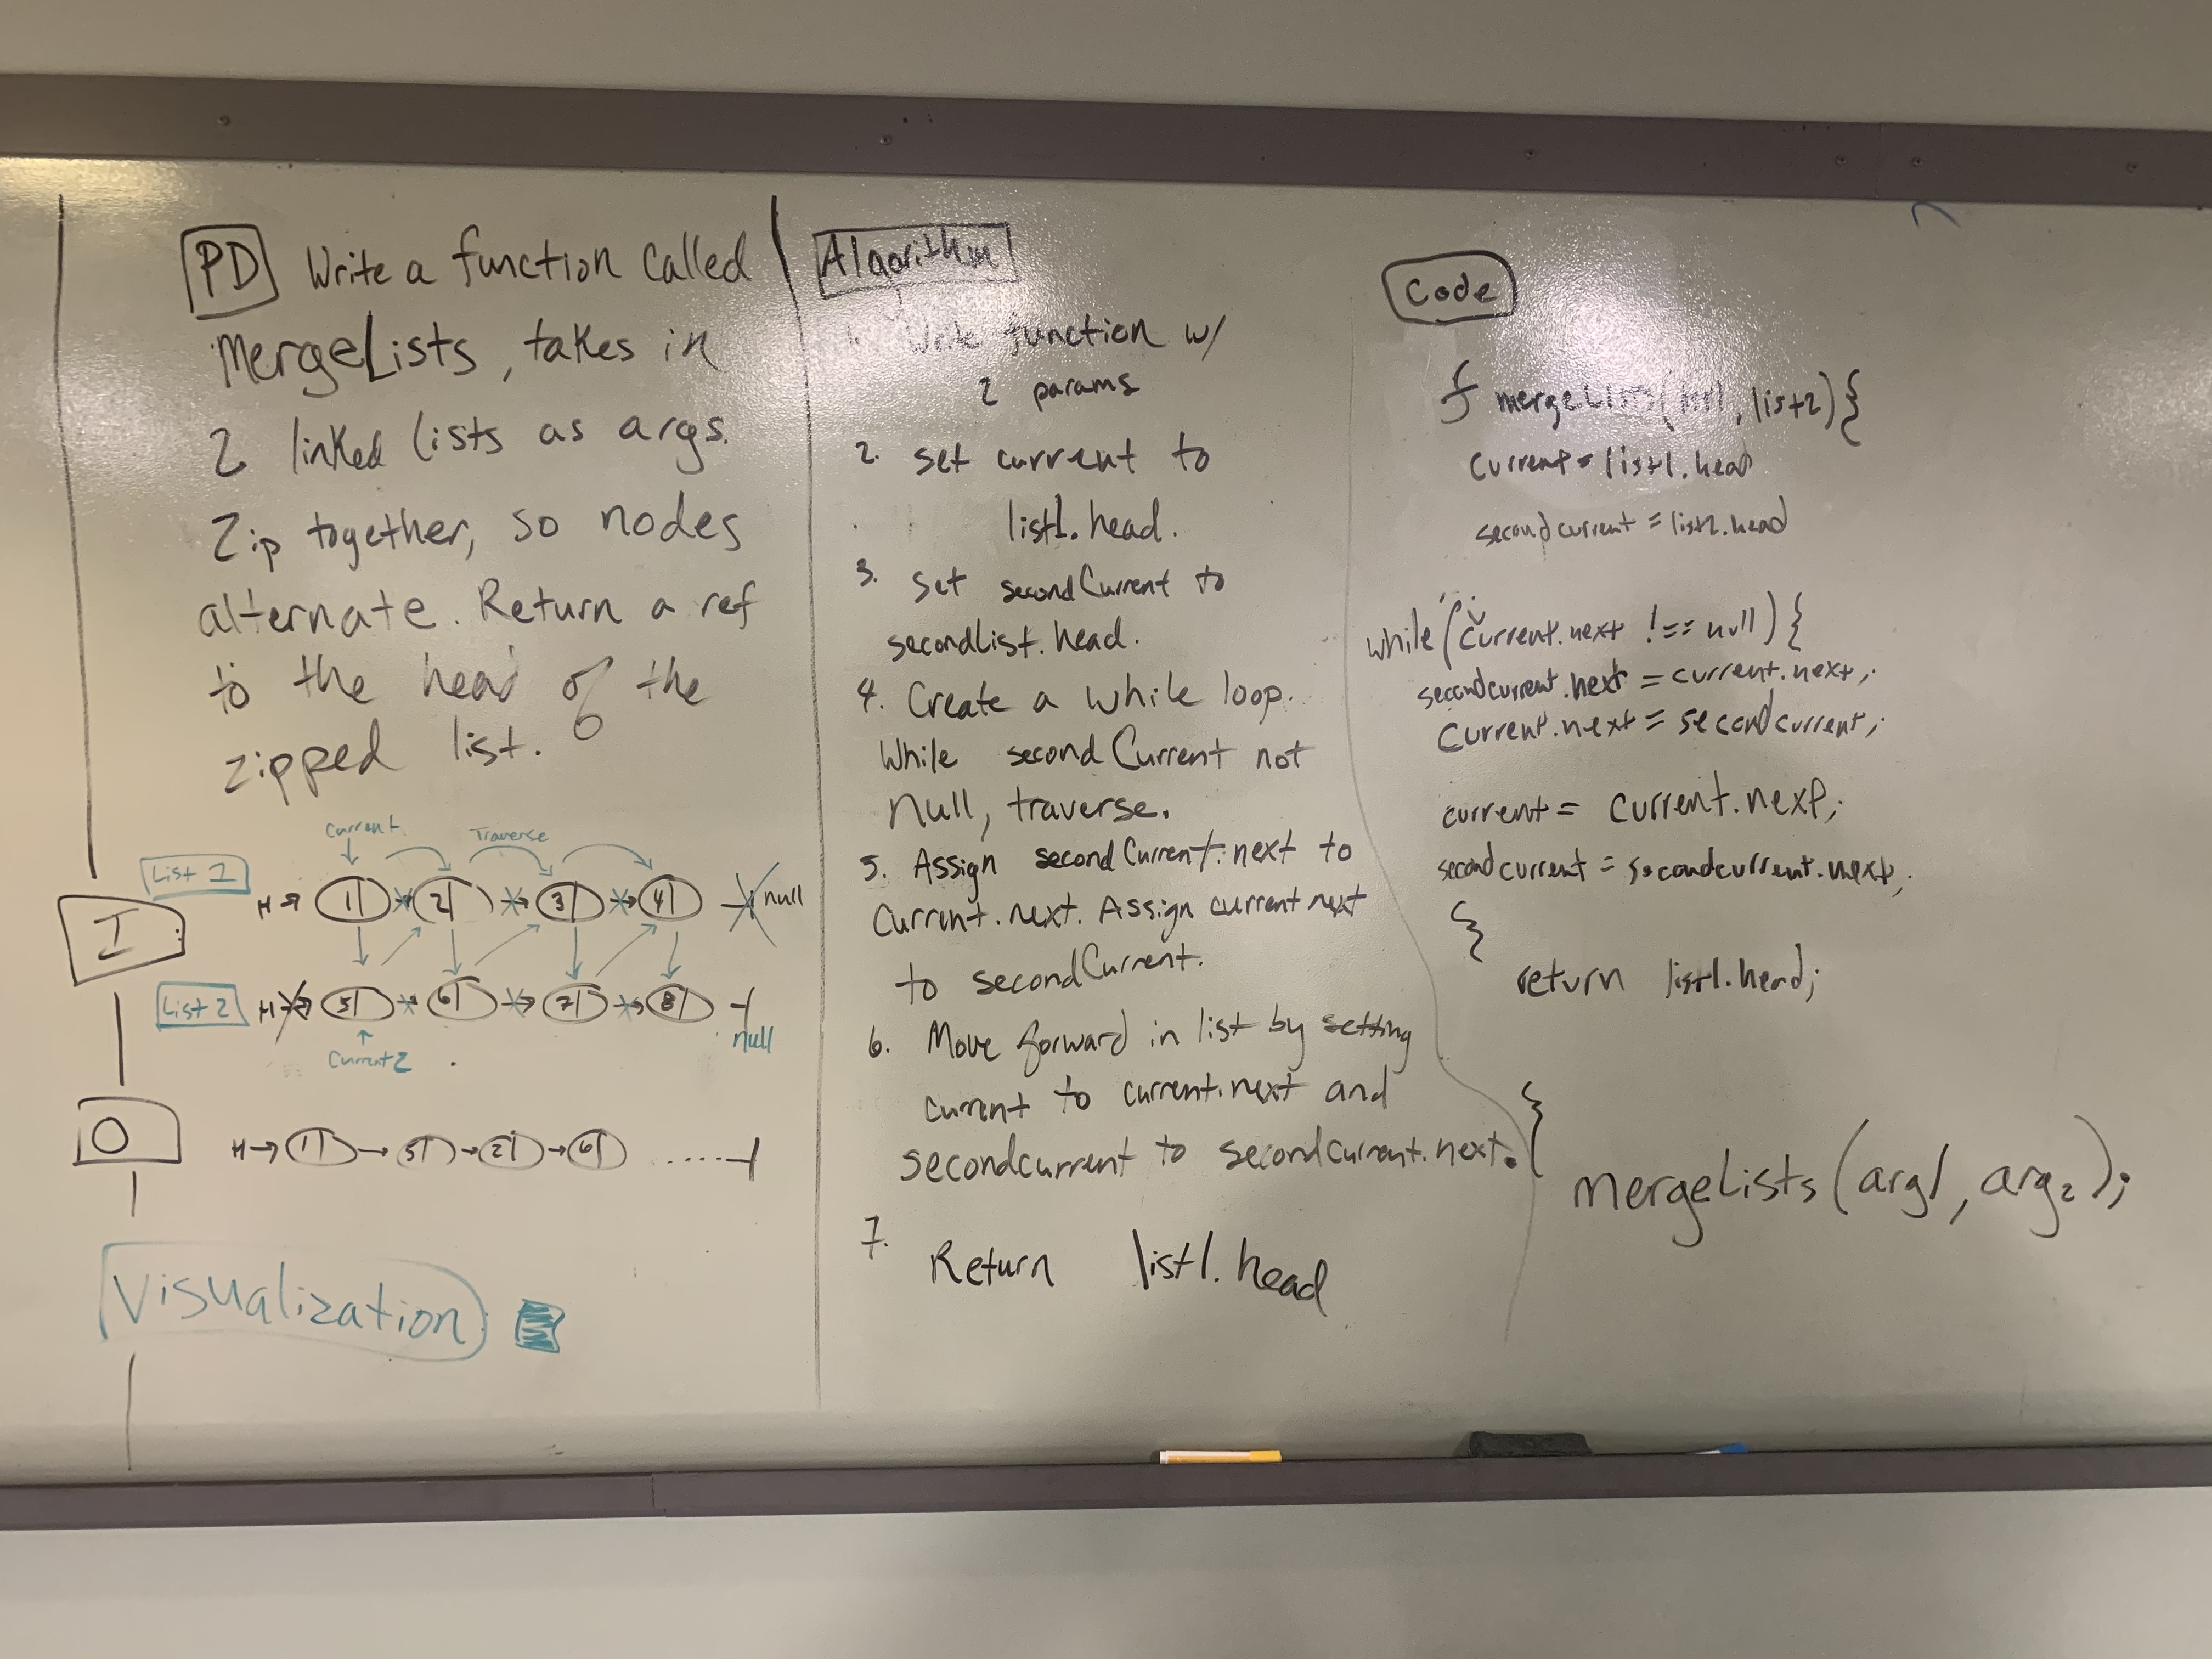 PD Write a function called
mergeLists, takes in
2 linked lists as args.
Zip together, so nodes
alternate. Return a ref
to the head of the
zipped list.
Current
Traverse
List 1
H → 1 2 3 4 null
I
List 2
H → 5 6 7 8
null
Current 2
O
H → 1 → 5 → 2 → 6 .....
Visualization
Algorithm
1. Write function w/
2 params
2. set current to
list1.head.
3. Set secondCurrent to
secondList.head.
4. Create a while loop.
While secondCurrent not
Null, traverse.
5. Assign secondCurrent.next to
Current.next. Assign current next
to secondCurrent.
6. Move forward in list by setting
current to current.next and
secondcurrent to secondcurrent.next.
7. Return list1.head
Code
f mergeLists(list1, list2){
Current = list1.head
secondcurrent = list2.head
while (current.next !== null) {
secondcurrent.next = current.next;
Current.next = secondcurrent;
current = current.next;
secondcurrent = secondcurrent.next;
}
return list1.head;
}
mergeLists(arg1, arg2);